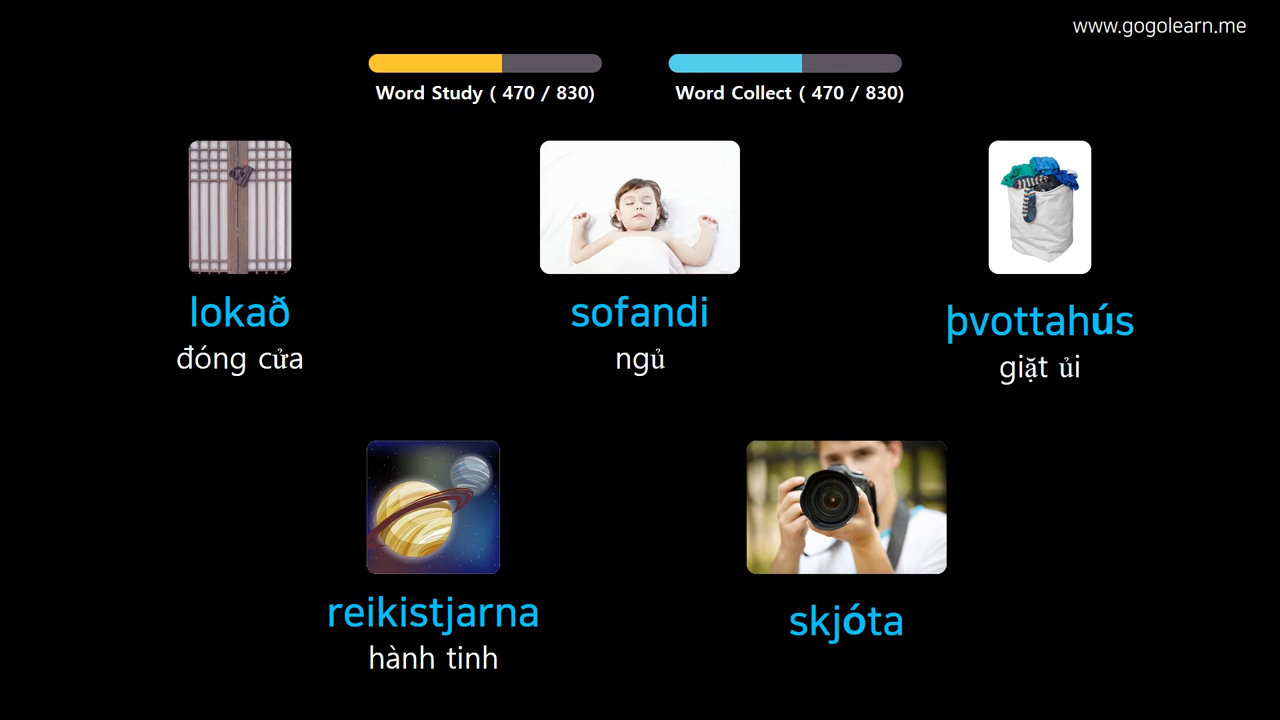 www.gogolearn.me
Word Study ( 470 / 830)
Word Collect ( 470 / 830)
lokað
đóng cửa
sofandi
ngủ
þvottahús
giặt ủi
reikistjarna
hành tinh
skjóta